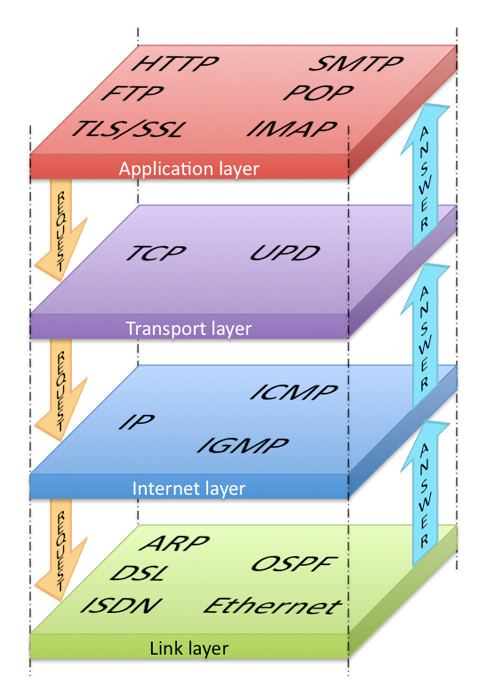 HTTP SMTP
FTP POP
TLS/SSL IMAP
Application layer
REQUEST
ANSWER
TCP UPD
Transport layer
REQUEST
ANSWER
ICMP
IP
IGMP
Internet layer
REQUEST
ANSWER
ARP
OSPF
DSL
ISDN Ethernet
Link layer